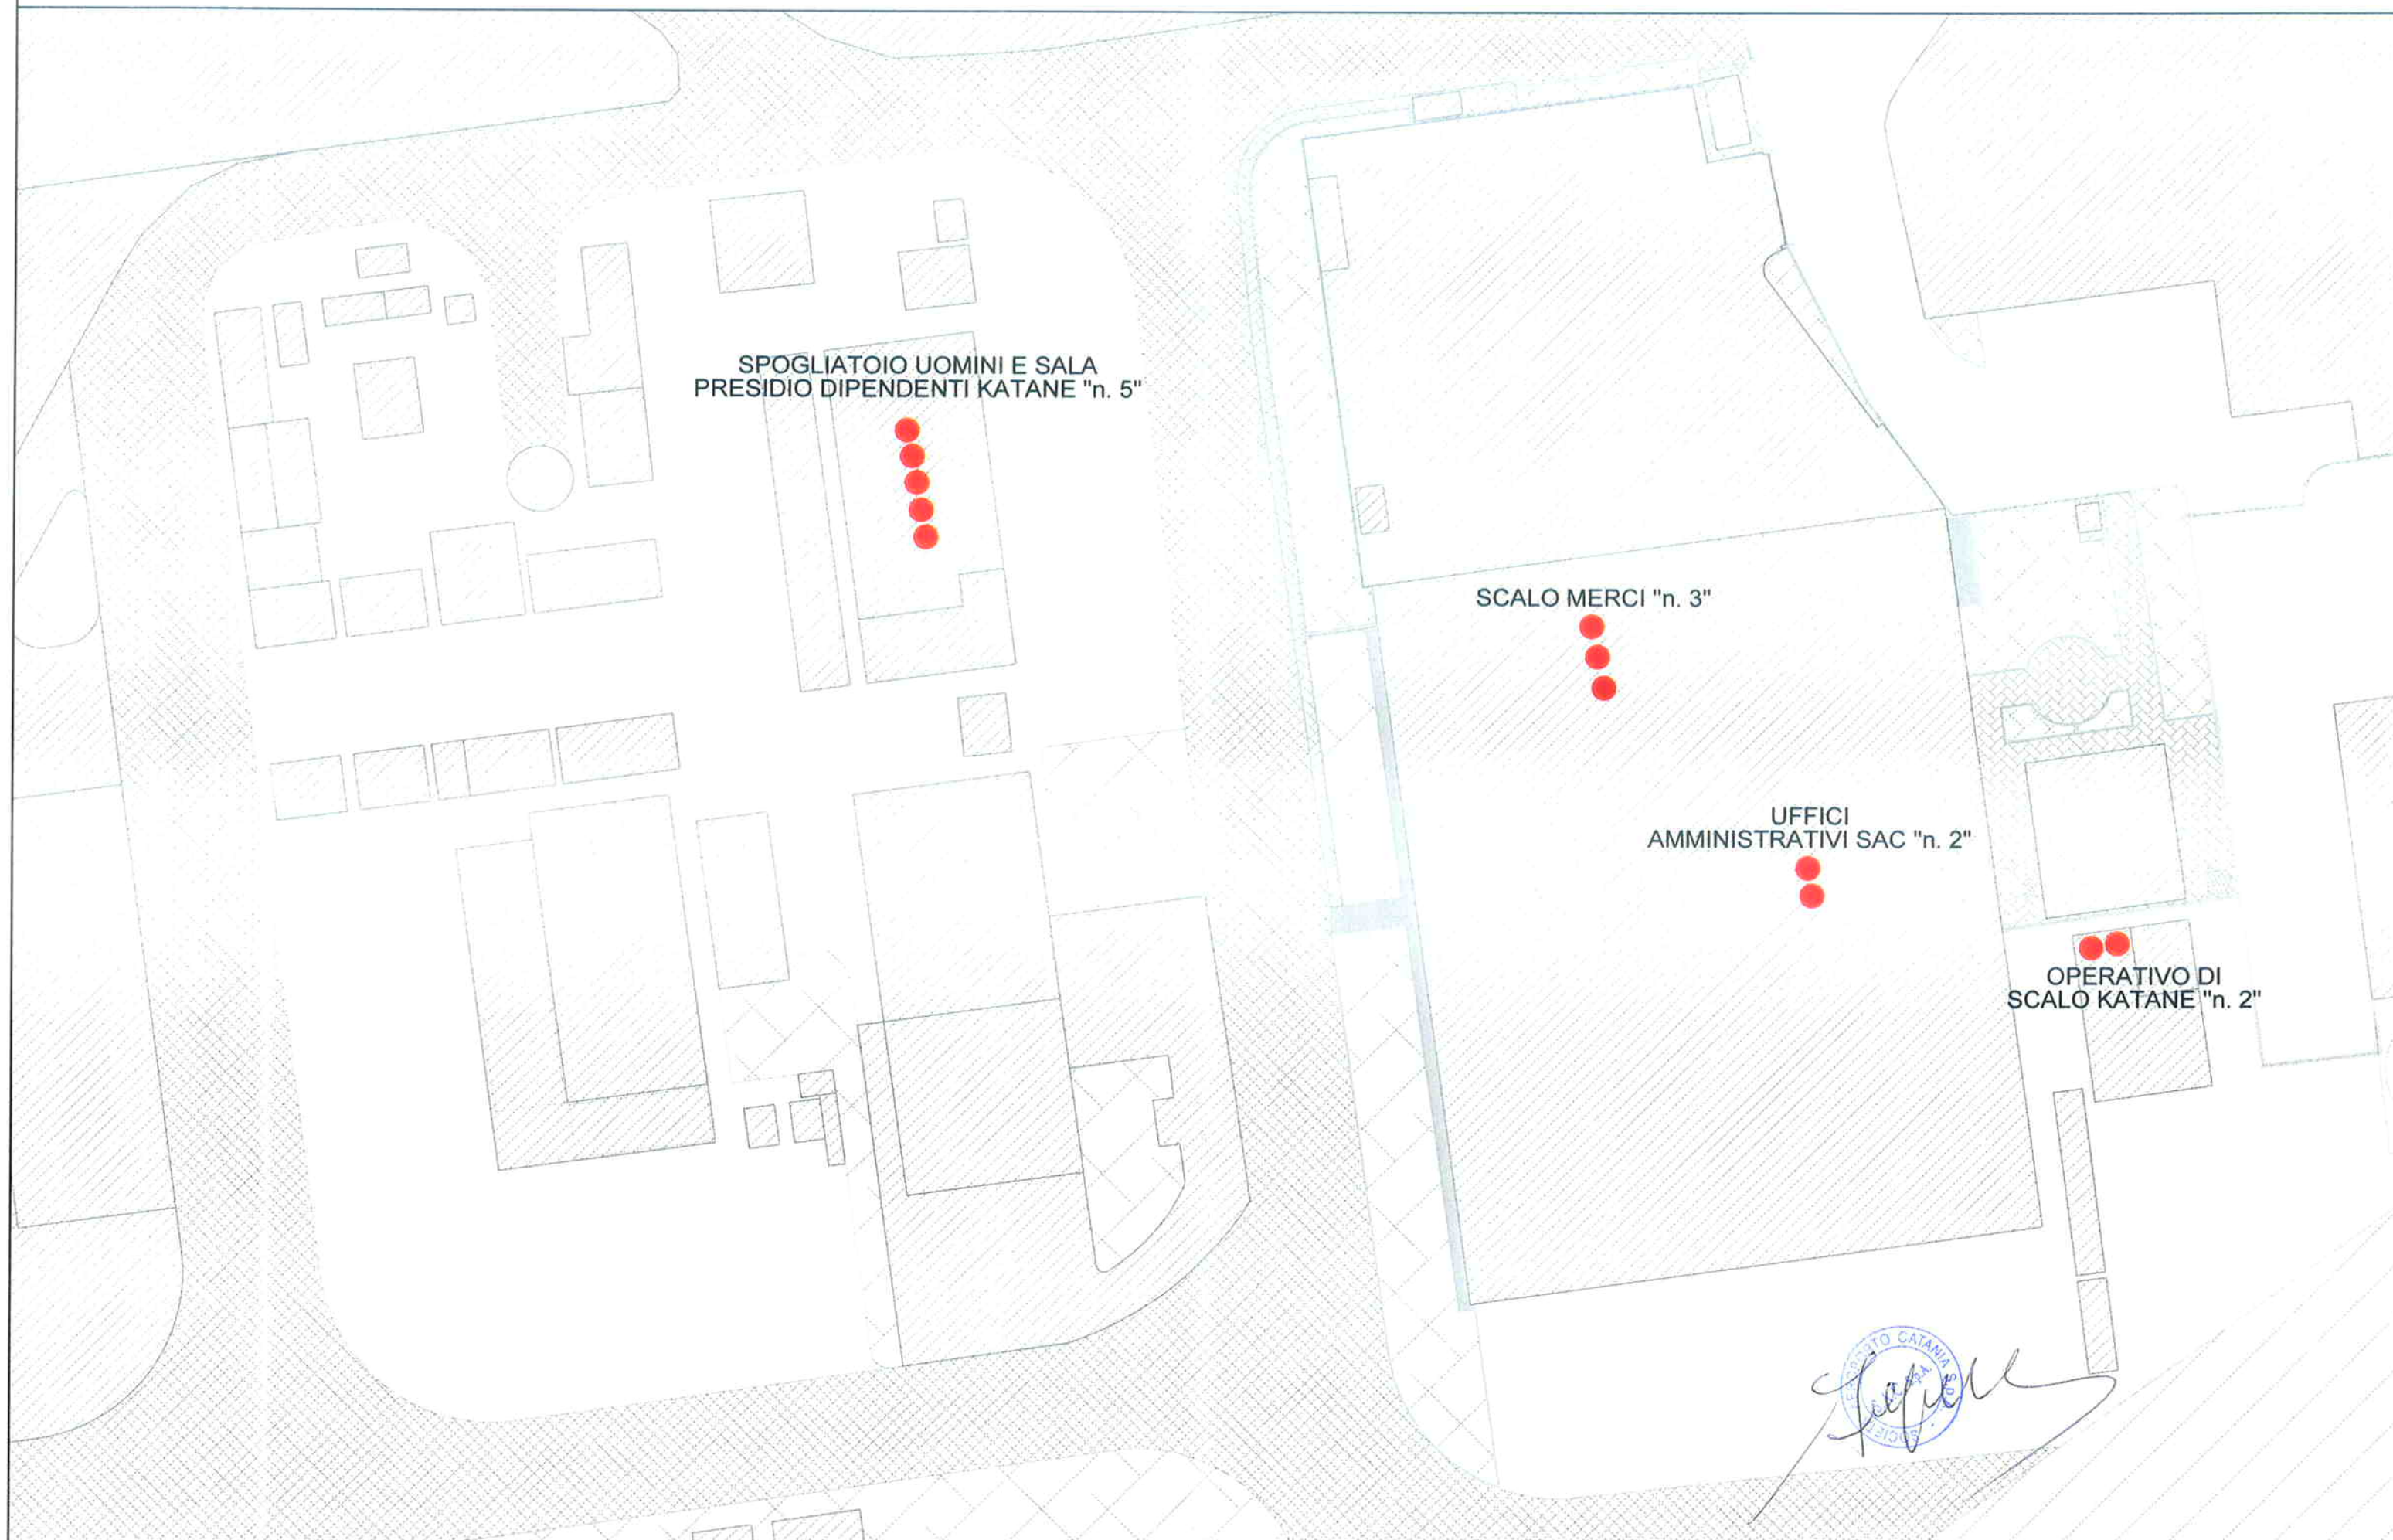 SPOGLIATOIO UOMINI E SALA
PRESIDIO DIPENDENTI KATANE "n. 5"
SCALO MERCI "n. 3"
UFFICI
AMMINISTRATIVI SAC "n. 2"
OPERATIVO DI
SCALO KATANE "n. 2"
CATANIA S.p.A.